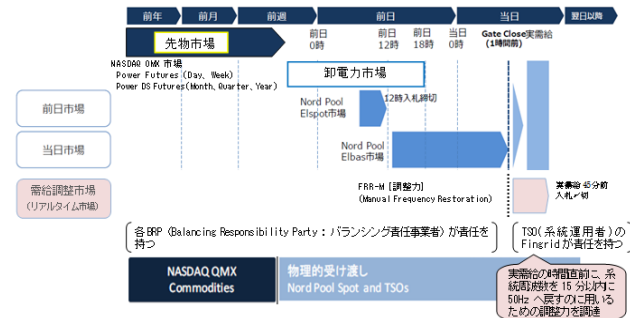 前年
前月
前週
前日
当日
翌日以降
先物市場
前日
0時
前日
12時
前日
18時
当日
0時
Gate Close
(1時間前)
実需給
NASDAQ OMX 市場
Power Futures (Day、Week)
Power DS Futures(Month、Quarter、Year)
卸電力市場
前日市場
Nord Pool
Elspot市場
12時入札締切
当日市場
Nord Pool
Elbas市場
需給調整市場
(リアルタイム市場)
FRR-M [調整力]
(Manual Frequency Restoration)
実需給 45分前
入札〆切
各BRP (Balancing Responsibility Party：バランシング責任事業者) が責任を
持つ
TSO(系統運用者)の
Fingridが責任を持つ
NASDAQ QMX
Commodities
物理的受け渡し
Nord Pool Spot and TSOs
実需給の時間直前に、系
統周波数を 15 分以内に
50Hz へ戻すのに用いる
ための調整力を調達